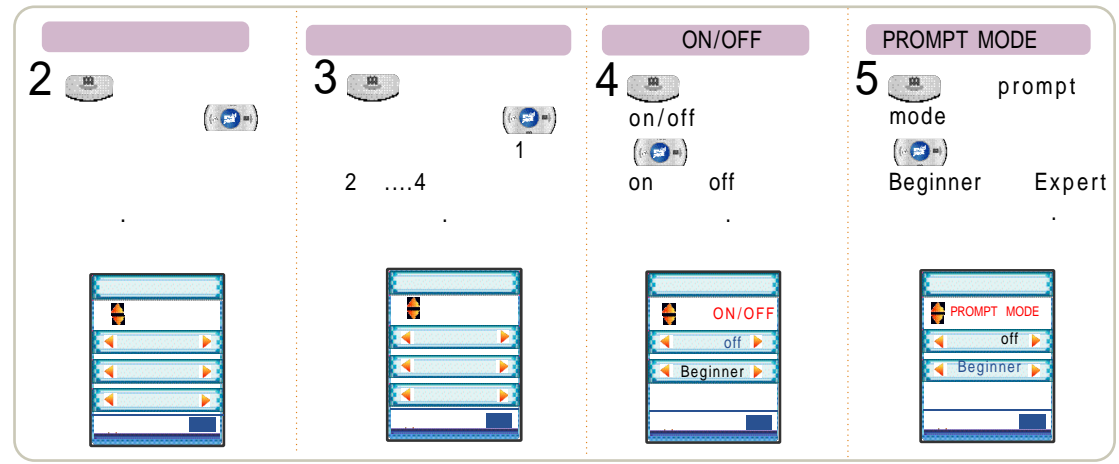 2
.
3
1
2 ....4
.
ON/OFF
4
on/off
on off
.
ON/OFF
off
Beginner
PROMPT MODE
5 prompt
mode
Beginner Expert
.
PROMPT MODE
off
Beginner